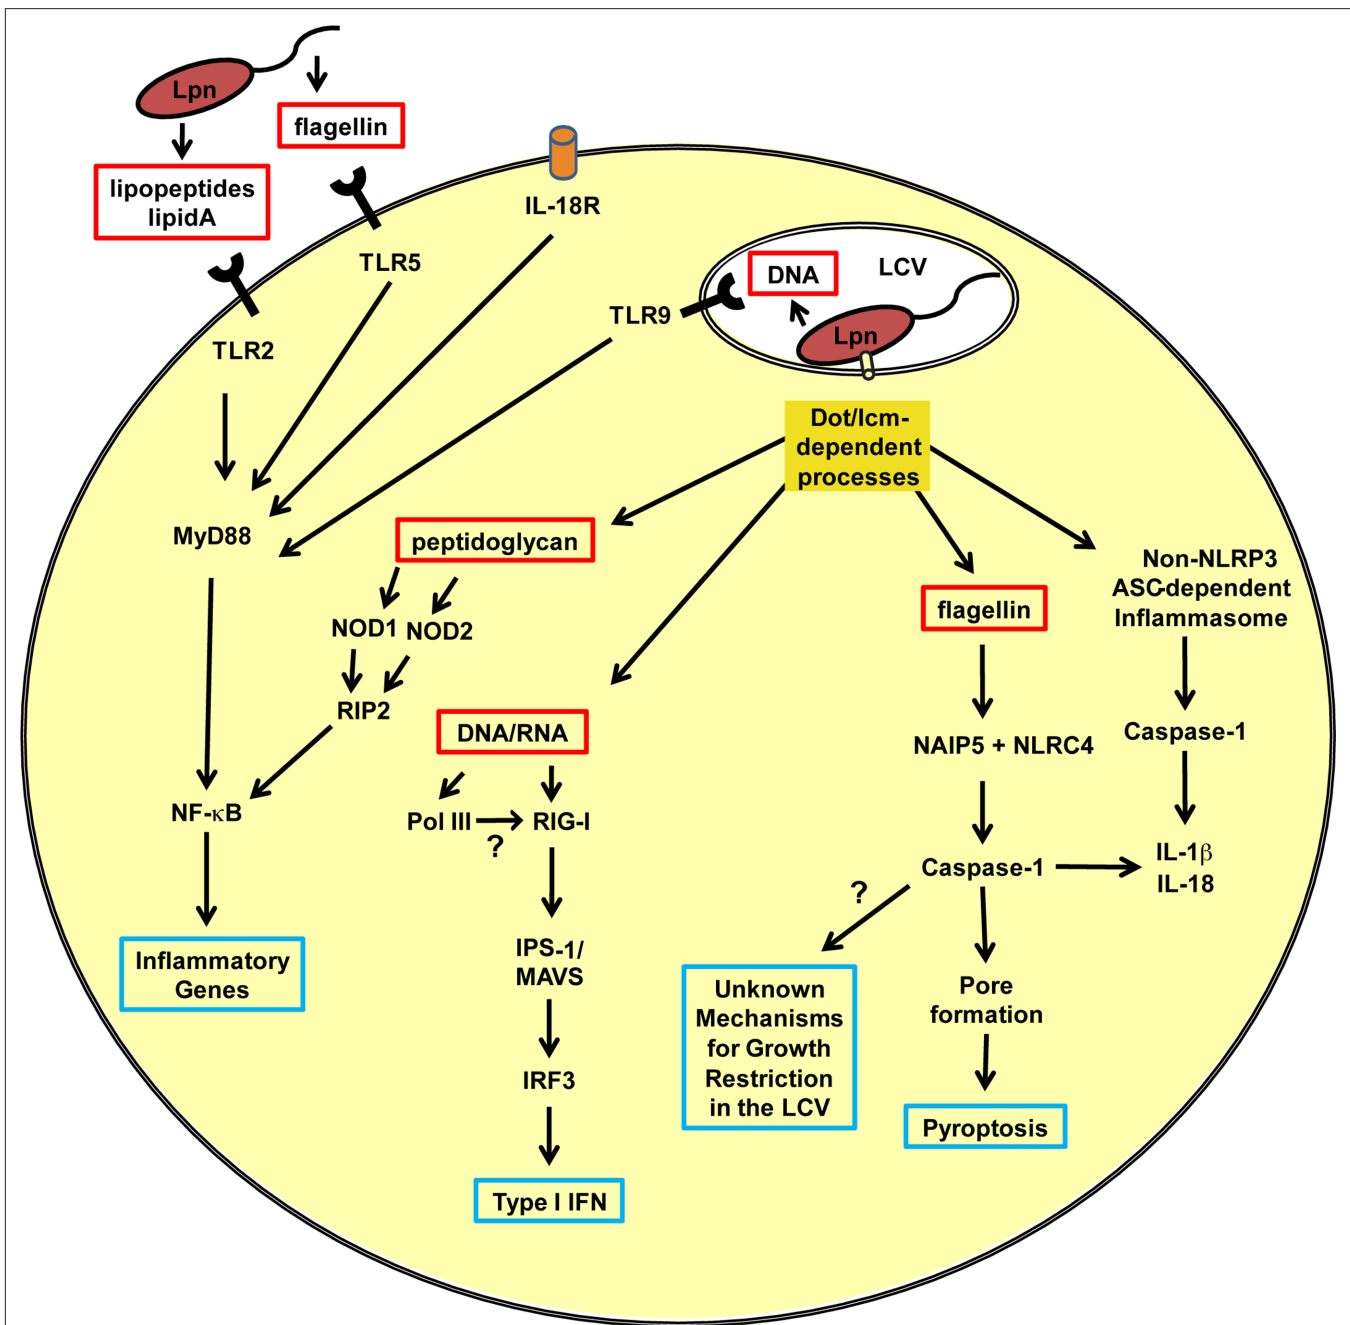 Lpn
flagellin
lipopeptides
lipidA
IL-18R
TLR5
TLR2
TLR9
DNA
LCV
Lpn
Dot/Icm-
dependent
processes
MyD88
peptidoglycan
NOD1
NOD2
RIP2
Non-NLRP3
ASC-dependent
Inflammasome
flagellin
DNA/RNA
NAIP5 + NLRC4
Caspase-1
NF-κB
Pol III
?
RIG-I
Caspase-1
IL-1β
IL-18
?
Inflammatory
Genes
IPS-1/
MAVS
Unknown
Mechanisms
for Growth
Restriction
in the LCV
Pore
formation
IRF3
Pyroptosis
Type I IFN